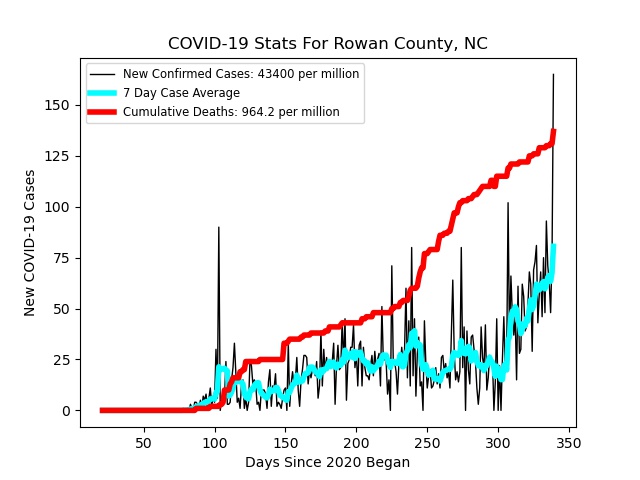 COVID-19 Stats For Rowan County, NC
New Confirmed Cases: 43400 per million
7 Day Case Average
Cumulative Deaths: 964.2 per million
New COVID-19 Cases
150
125
100
75
50
25
0
50
100
150
200
250
300
350
Days Since 2020 Began